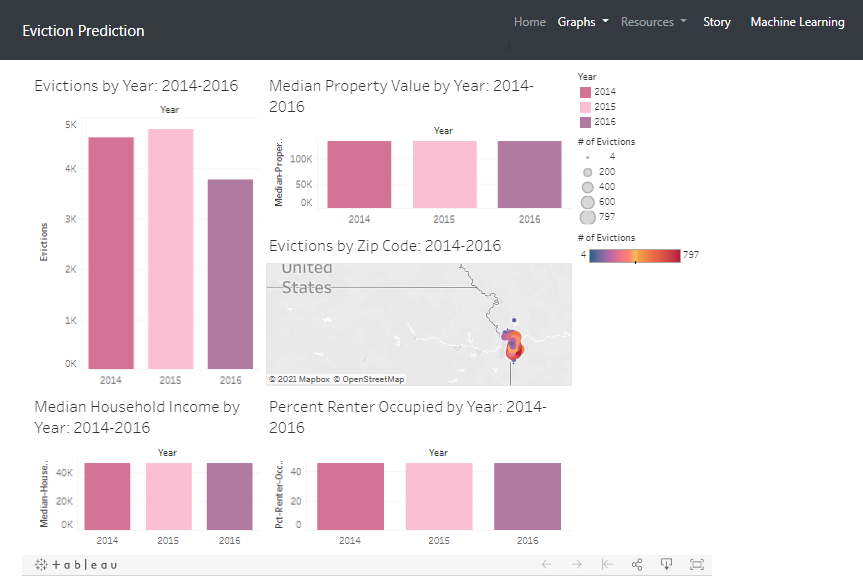 Eviction Prediction
Home Graphs Resources Story Machine Learning
Evictions by Year: 2014-2016
Year
5K
4K
3K
2K
1K
0K
Evictions
2014 2015 2016
Median Property Value by Year: 2014-
2016
Year
Median-Proper..
100K
50K
0K
2014 2015 2016
Year
2014
2015
2016
# of Evictions
4
200
400
600
797
# of Evictions
4 797
Evictions by Zip Code: 2014-2016
United
States
© 2021 Mapbox © OpenStreetMap
Median Household Income by
Year: 2014-2016
Year
Median-House..
40K
20K
0K
2014 2015 2016
Percent Renter Occupied by Year: 2014-
2016
Year
Pct-Renter-Occ..
40
20
0
2014 2015 2016
+ableau